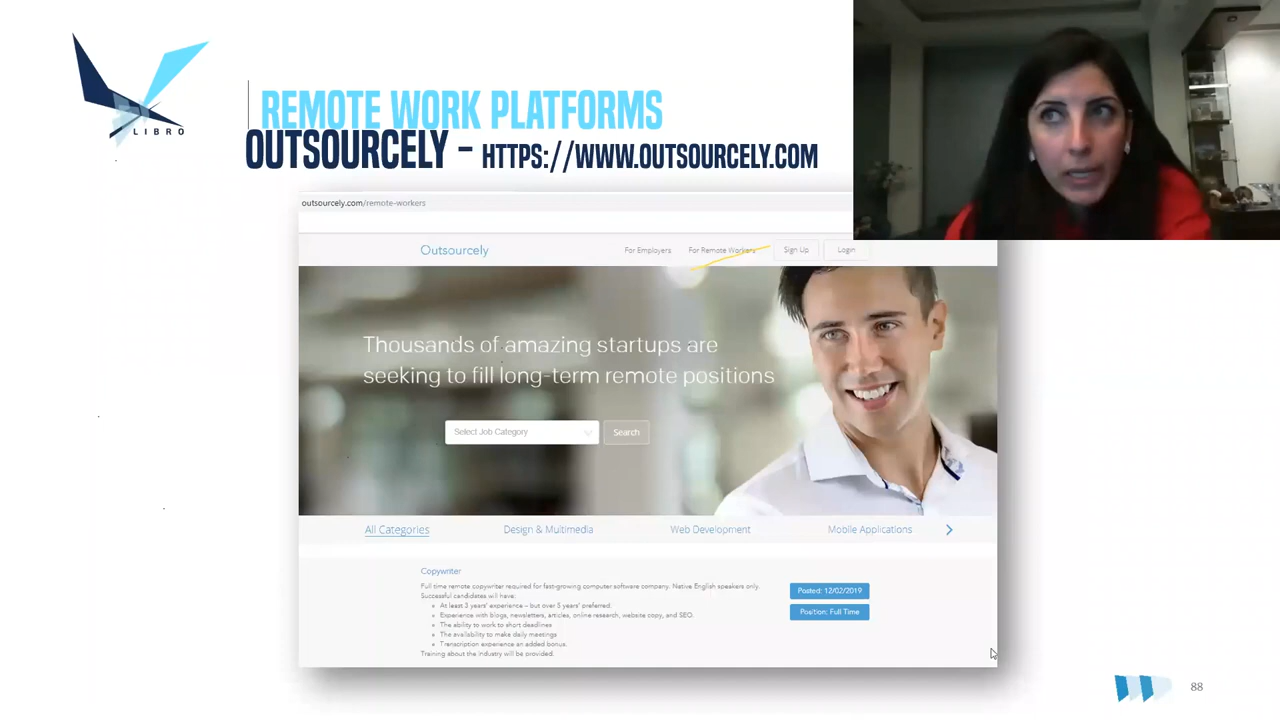 LIBRO
REMOTE WORK PLATFORMS
OUTSOURCELY – HTTPS://WWW.OUTSOURCELY.COM
outsourcely.com/remote-workers
Outsourcely
For Employers
For Remote Workers
Sign Up
Login
Thousands of amazing startups are
seeking to fill long-term remote positions
Select Job Category
Search
All Categories
Design & Multimedia
Web Development
Mobile Applications
Copywriter
Full time remote copywriter required for fast-growing computer software company. Native English speakers only.
Successful candidates will have:
At least 3 years' experience – but over 5 years' preferred.
Experience with blogs, newsletters, articles, online research, website copy, and SEO.
The ability to work to short deadlines
The availability to make daily meetings
Transcription experience an added bonus.
Training about the industry will be provided.
Posted: 12/02/2019
Position: Full Time
88